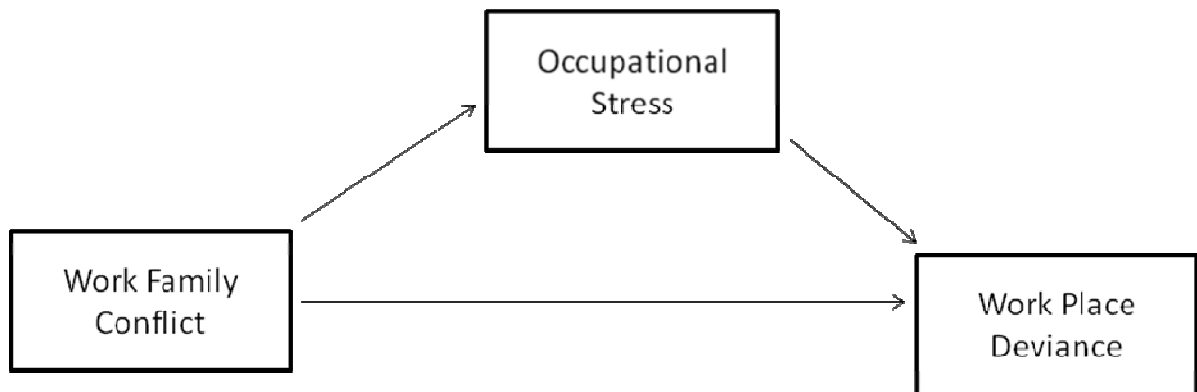 Occupational
Stress
Work Family
Conflict
Work Place
Deviance